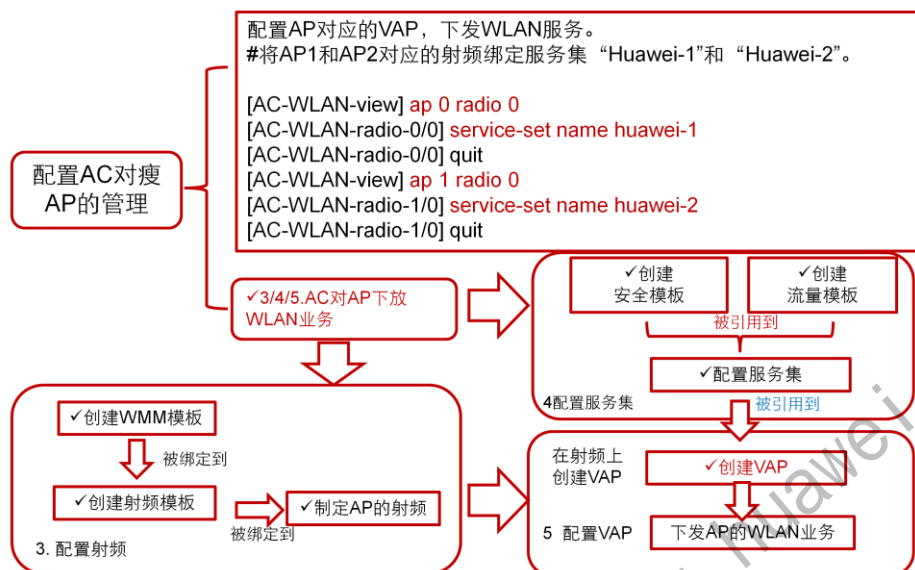 配置AP对应的VAP，下发WLAN服务。
#将AP1和AP2对应的射频绑定服务集“Huawei-1”和“Huawei-2”。
[AC-WLAN-view] ap 0 radio 0
[AC-WLAN-radio-0/0] service-set name huawei-1
[AC-WLAN-radio-0/0] quit
[AC-WLAN-view] ap 1 radio 0
[AC-WLAN-radio-1/0] service-set name huawei-2
[AC-WLAN-radio-1/0] quit
配置AC对瘦
AP的管理
✓3/4/5.AC对AP下放
WLAN业务
✓创建
安全模板
✓创建
流量模板
被引用到
✓配置服务集
4配置服务集
被引用到
✓创建WMM模板
被绑定到
✓创建射频模板
被绑定到
✓制定AP的射频
3. 配置射频
在射频上
创建VAP
✓创建VAP
5 配置VAP
下发AP的WLAN业务
huawei